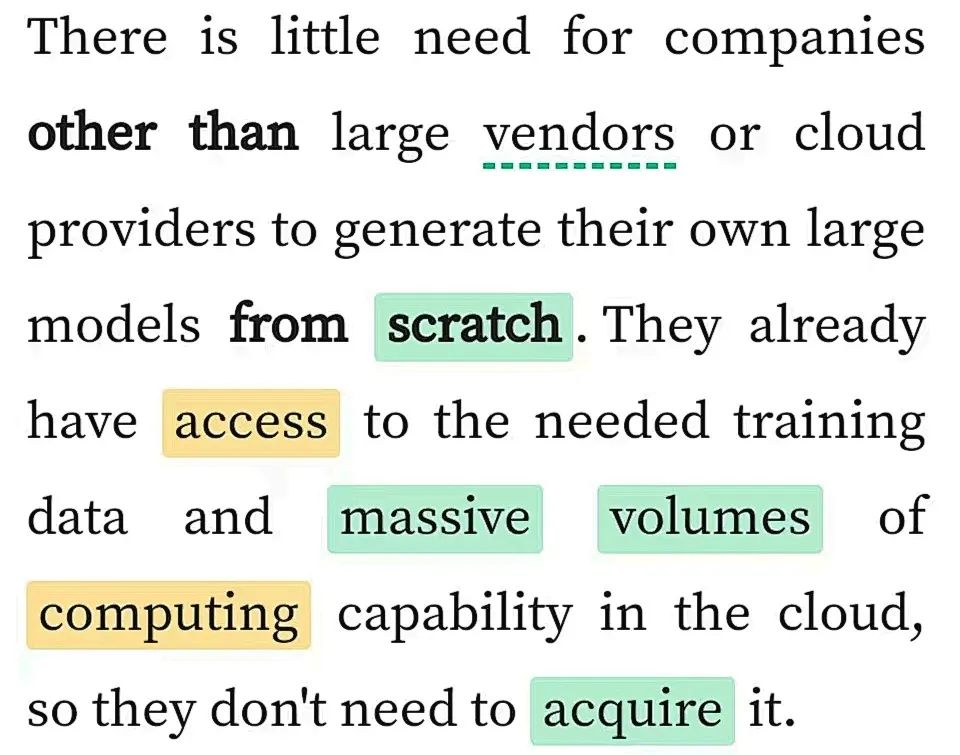 There is little need for companies
other than large vendors or cloud
providers to generate their own large
models from scratch. They already
have access to the needed training
data and massive volumes of
computing capability in the cloud,
so they don't need to acquire it.